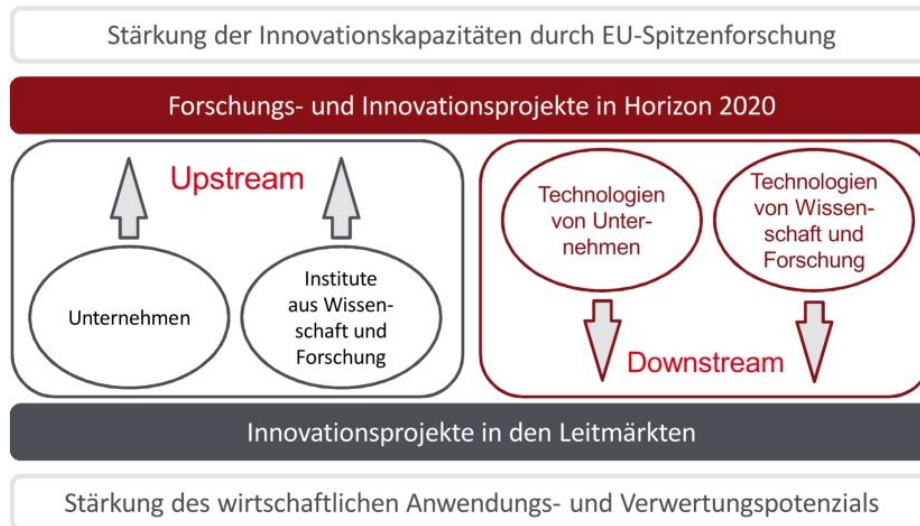 Stärkung der Innovationskapazitäten durch EU-Spitzenforschung
Forschungs- und Innovationsprojekte in Horizon 2020
Upstream
Unternehmen
Institute
aus Wissen-
schaft und
Forschung
Technologien
von Unter-
nehmen
Technologien
von Wissen-
schaft und
Forschung
Downstream
Innovationsprojekte in den Leitmärkten
Stärkung des wirtschaftlichen Anwendungs- und Verwertungspotenzials